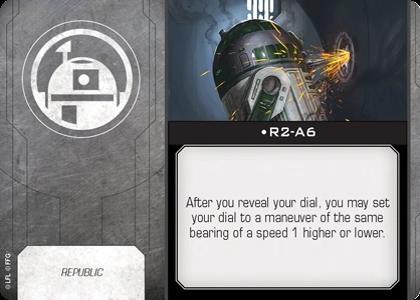 •R2-A6
After you reveal your dial, you may set
your dial to a maneuver of the same
bearing of a speed 1 higher or lower.
REPUBLIC
© LFL © FFG